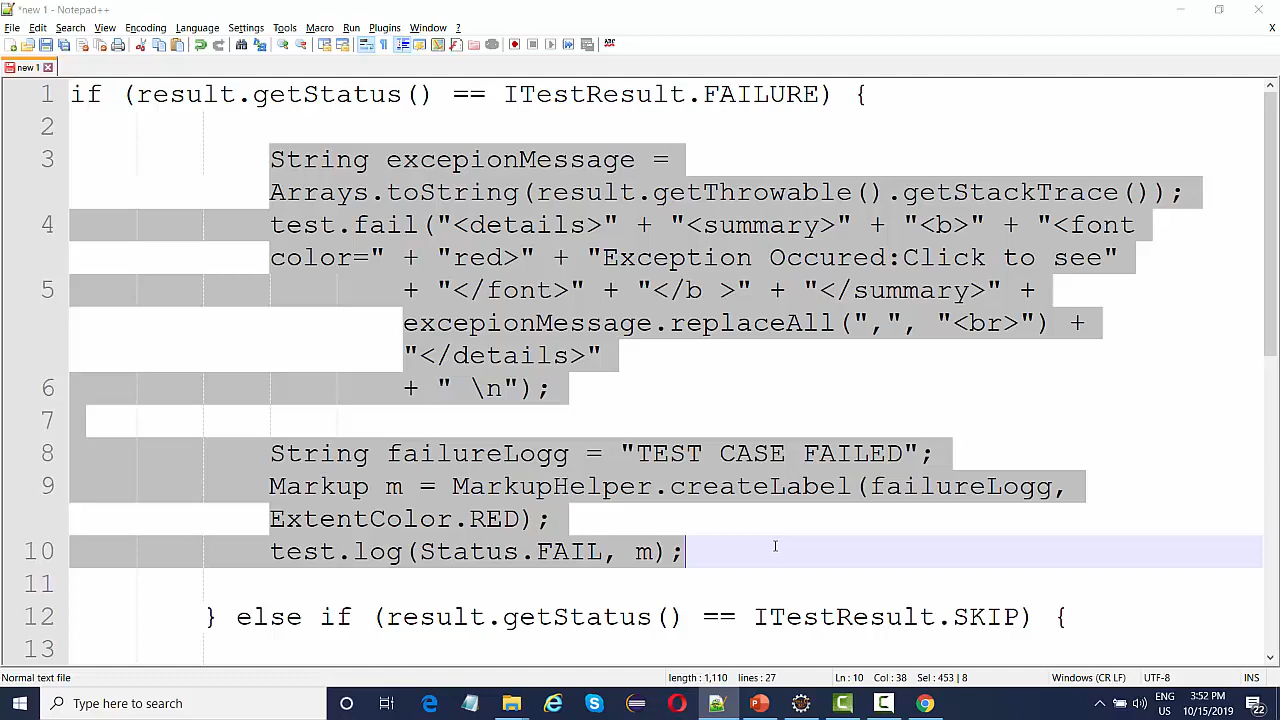 *new 1 - Notepad++
File Edit Search View Encoding Language Settings Tools Macro Run Plugins Window ?
X
new 1
1 if (result.getStatus() == ITestResult.FAILURE) {
2
3 String excepionMessage =
Arrays.toString(result.getThrowable().getStackTrace());
4 test.fail("<details>" + "<summary>" + "<b>" + "<font
color=" + "red>" + "Exception Occured:Click to see"
5 + "</font>" + "</b >" + "</summary>" +
excepionMessage.replaceAll(",", "<br>") +
"</details>"
6 + " \n");
7
8 String failureLogg = "TEST CASE FAILED";
9 Markup m = MarkupHelper.createLabel(failureLogg,
ExtentColor.RED);
10 test.log(Status.FAIL, m);
11
12 } else if (result.getStatus() == ITestResult.SKIP) {
13
Normal text file length : 1,110 lines : 27 Ln : 10 Col : 38 Sel : 453 | 8 Windows (CR LF) UTF-8 INS
Type here to search
ENG
US
3:52 PM
10/15/2019
22